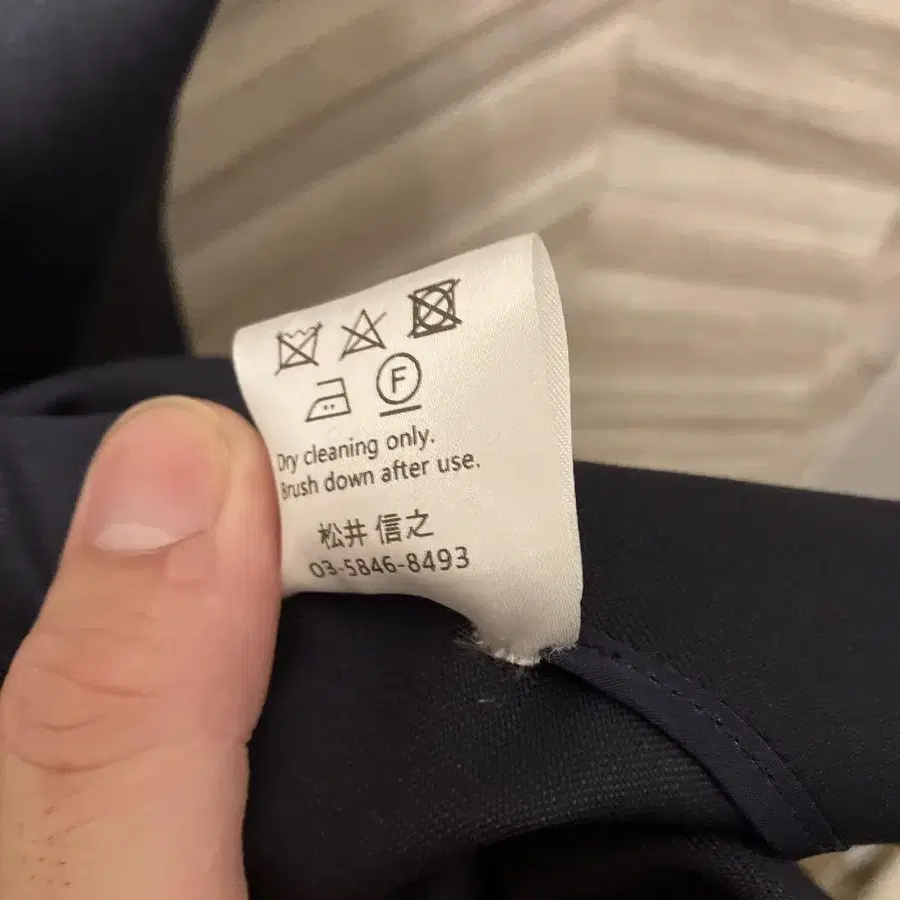 F
Dry cleaning only.
Brush down after use.
松井 信之
03-5846-8493